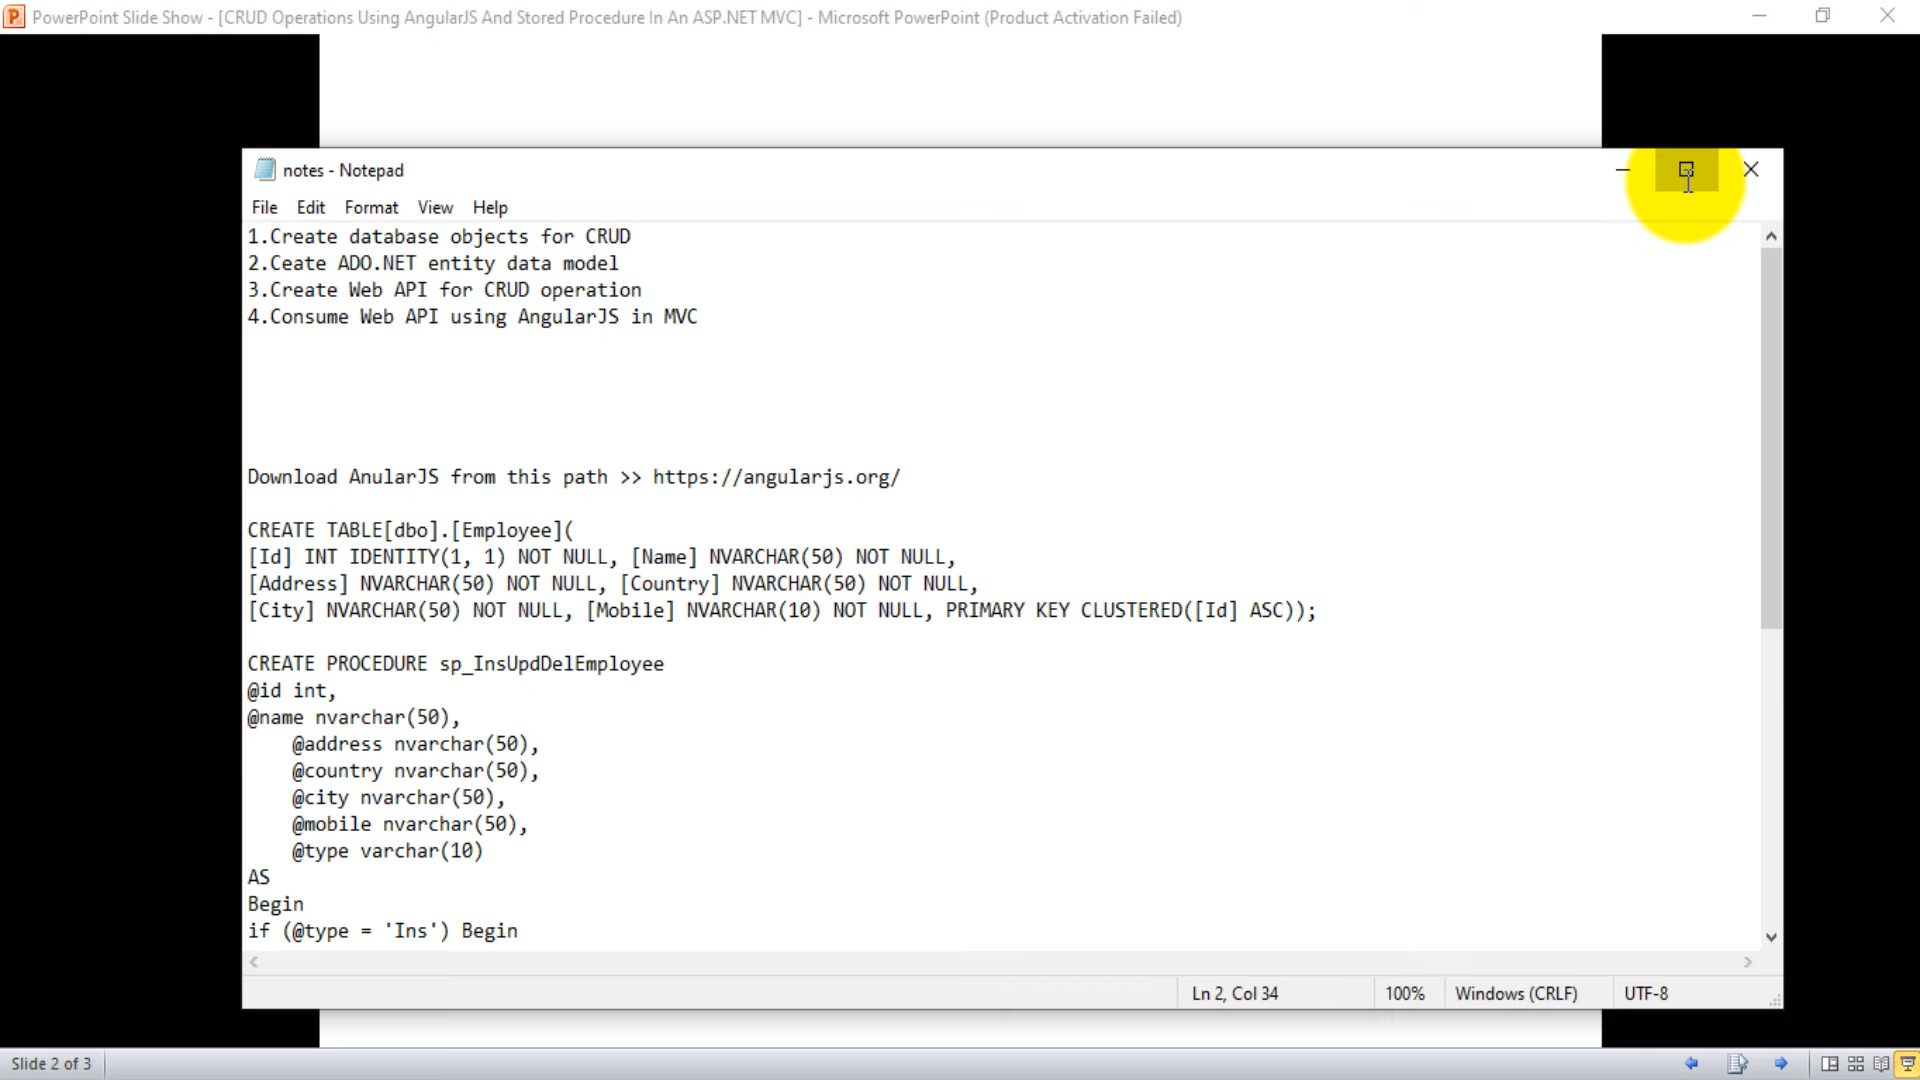 PowerPoint Slide Show - [CRUD Operations Using AngularJS And Stored Procedure In An ASP.NET MVC] - Microsoft PowerPoint (Product Activation Failed)
notes - Notepad
File Edit Format View Help
1.Create database objects for CRUD
2.Ceate ADO.NET entity data model
3.Create Web API for CRUD operation
4.Consume Web API using AngularJS in MVC
Download AnularJS from this path >> https://angularjs.org/
CREATE TABLE[dbo].[Employee](
[Id] INT IDENTITY(1, 1) NOT NULL, [Name] NVARCHAR(50) NOT NULL,
[Address] NVARCHAR(50) NOT NULL, [Country] NVARCHAR(50) NOT NULL,
[City] NVARCHAR(50) NOT NULL, [Mobile] NVARCHAR(10) NOT NULL, PRIMARY KEY CLUSTERED([Id] ASC));
CREATE PROCEDURE sp_InsUpdDelEmployee
@id int,
@name nvarchar(50),
@address nvarchar(50),
@country nvarchar(50),
@city nvarchar(50),
@mobile nvarchar(50),
@type varchar(10)
AS
Begin
if (@type = 'Ins') Begin
Ln 2, Col 34 100% Windows (CRLF) UTF-8
Slide 2 of 3